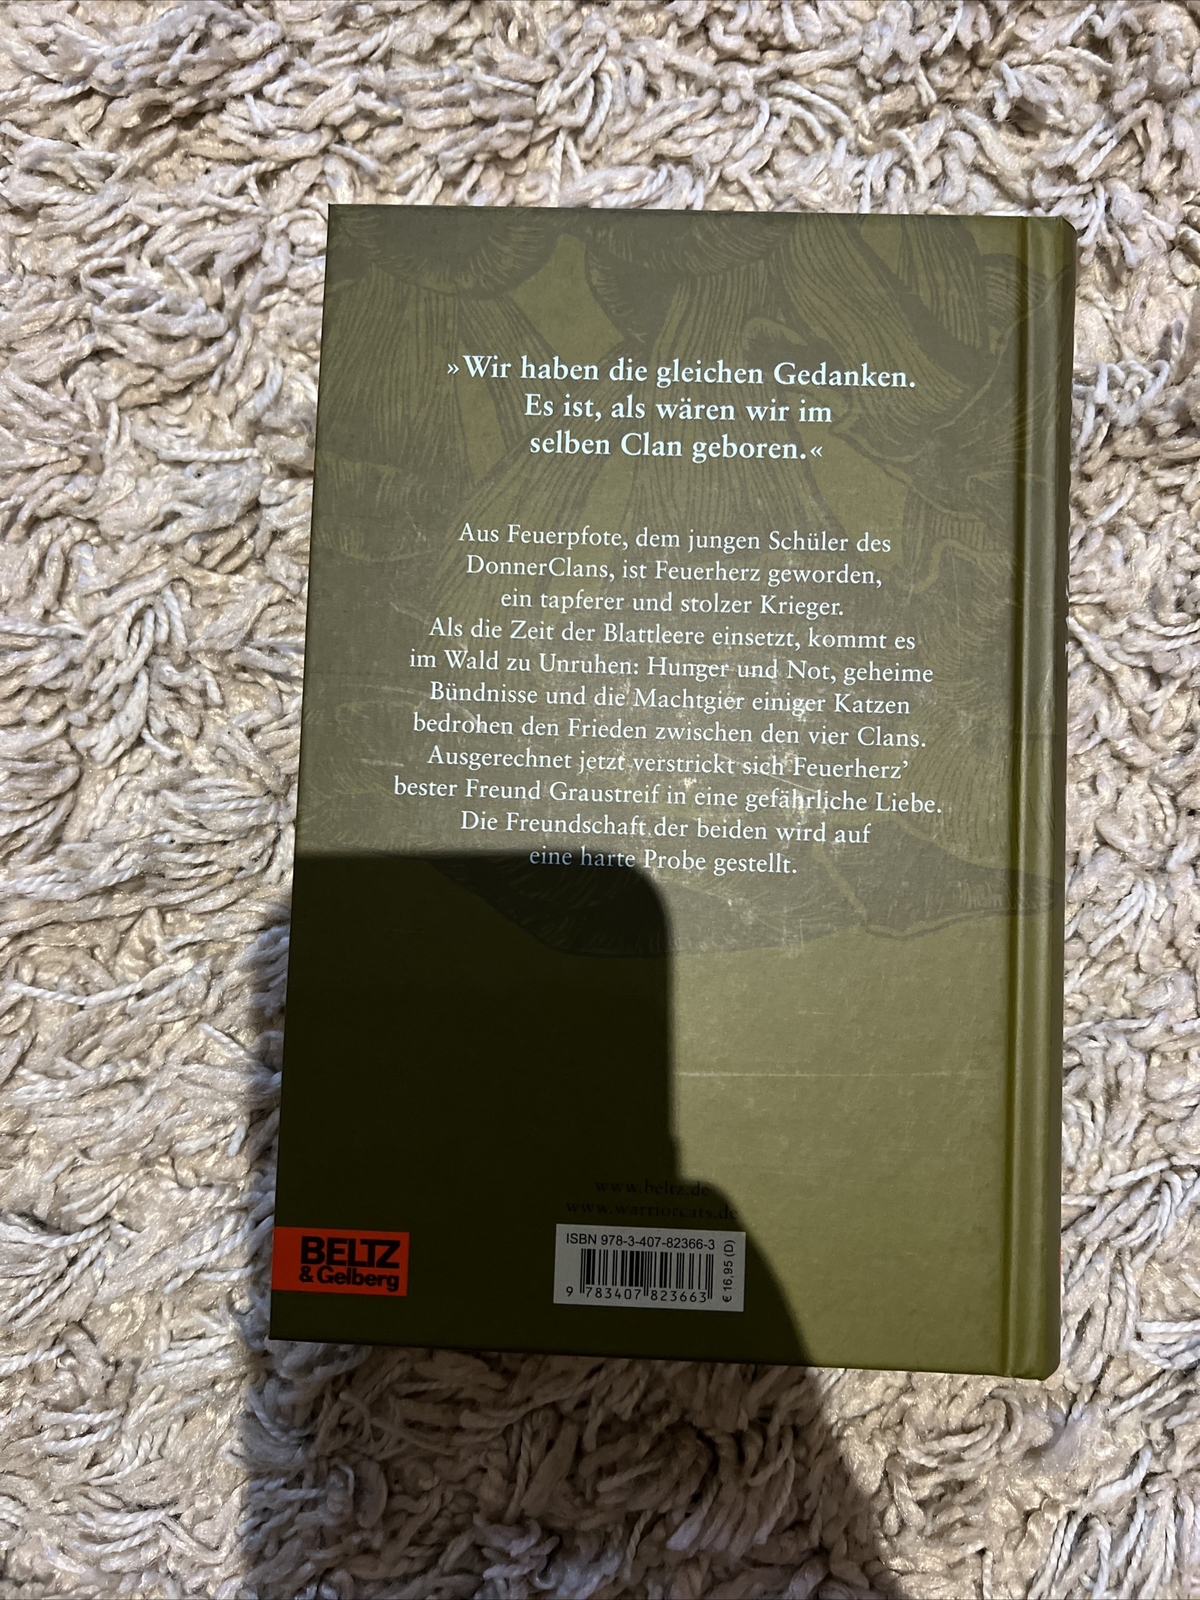 »Wir haben die gleichen Gedanken.
Es ist, als wären wir im
selben Clan geboren.«
Aus Feuerpfote, dem jungen Schüler des
DonnerClans, ist Feuerherz geworden,
ein tapferer und stolzer Krieger.
Als die Zeit der Blattleere einsetzt, kommt es
im Wald zu Unruhen: Hunger und Not, geheime
Bündnisse und die Machtgier einiger Katzen
bedrohen den Frieden zwischen den vier Clans.
Ausgerechnet jetzt verstrickt sich Feuerherz’
bester Freund Graustreif in eine gefährliche Liebe.
Die Freundschaft der beiden wird auf
eine harte Probe gestellt.
www.beltz.de
www.warriorcats.de
BELTZ
& Gelberg
ISBN 978-3-407-82366-3
9 783407 823663
€ 16,95 (D)